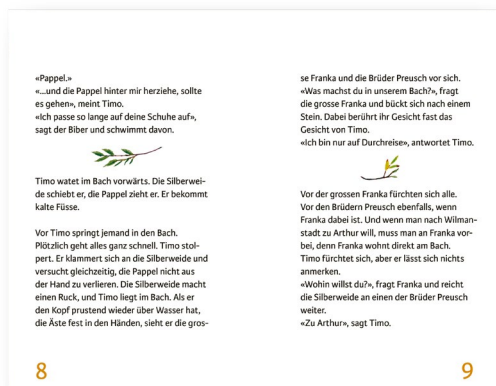 «Pappel.»
«...und die Pappel hinter mir herziehe, sollte
es gehen», meint Timo.
«Ich passe so lange auf deine Schuhe auf»,
sagt der Biber und schwimmt davon.
Timo watet im Bach vorwärts. Die Silberwei-
de schiebt er, die Pappel zieht er. Er bekommt
kalte Füsse.
Vor Timo springt jemand in den Bach.
Plötzlich geht alles ganz schnell. Timo stol-
pert. Er klammert sich an die Silberweide und
versucht gleichzeitig, die Pappel nicht aus
der Hand zu verlieren. Die Silberweide macht
einen Ruck, und Timo liegt im Bach. Als er
den Kopf prustend wieder über Wasser hat,
die Äste fest in den Händen, sieht er die gros-
8
se Franka und die Brüder Preusch vor sich.
«Was machst du in unserem Bach?», fragt
die grosse Franka und bückt sich nach einem
Stein. Dabei berührt ihr Gesicht fast das
Gesicht von Timo.
«Ich bin nur auf Durchreise», antwortet Timo.
Vor der grossen Franka fürchten sich alle.
Vor den Brüdern Preusch ebenfalls, wenn
Franka dabei ist. Und wenn man nach Wilman-
stadt zu Arthur will, muss man an Franka vor-
bei, denn Franka wohnt direkt am Bach.
Timo fürchtet sich, aber er lässt sich nichts
anmerken.
«Wohin willst du?», fragt Franka und reicht
die Silberweide an einen der Brüder Preusch
weiter.
«Zu Arthur», sagt Timo.
9